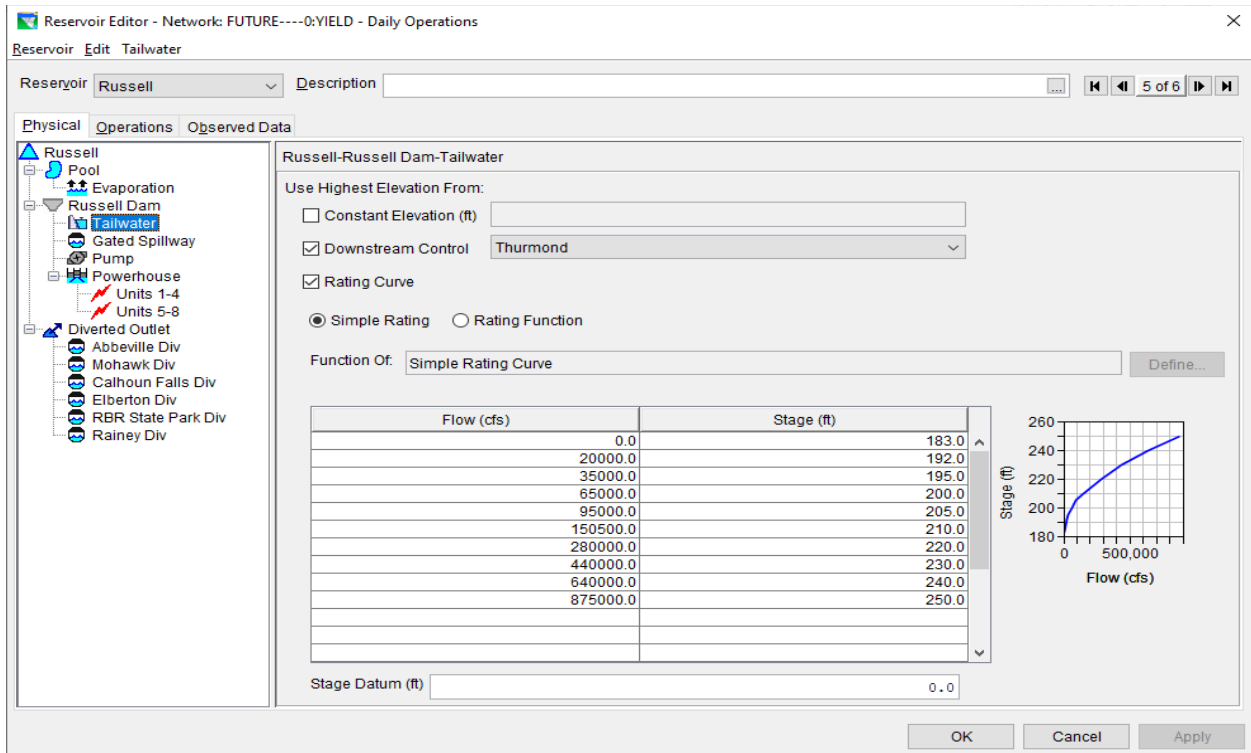 Reservoir Editor - Network: FUTURE----0:YIELD - Daily Operations
Reservoir Edit Tailwater
Reservoir Russell Description ... 5 of 6
Physical Operations Observed Data
Russell
Pool
Evaporation
Russell Dam
Tailwater
Gated Spillway
Pump
Powerhouse
Units 1-4
Units 5-8
Diverted Outlet
Abbeville Div
Mohawk Div
Calhoun Falls Div
Elberton Div
RBR State Park Div
Rainey Div
Russell-Russell Dam-Tailwater
Use Highest Elevation From:
Constant Elevation (ft)
Downstream Control Thurmond
Rating Curve
Simple Rating Rating Function
Function Of: Simple Rating Curve Define...
Flow (cfs) Stage (ft)
0.0 183.0
20000.0 192.0
35000.0 195.0
65000.0 200.0
95000.0 205.0
150500.0 210.0
280000.0 220.0
440000.0 230.0
640000.0 240.0
875000.0 250.0
260
240
220
200
180
Stage (ft)
0 500,000
Flow (cfs)
Stage Datum (ft) 0.0
OK Cancel Apply